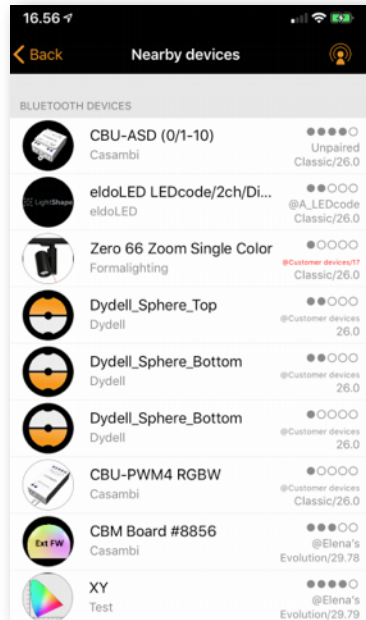 16.56
Back
Nearby devices
BLUETOOTH DEVICES
CBU-ASD (0/1-10)
Casambi
Unpaired
Classic/26.0
LightShape
eldoLED LEDcode/2ch/Di...
eldoLED
@A_LEDcode
Classic/26.0
Zero 66 Zoom Single Color
Formalighting
@Customer devices/17
Classic/26.0
Dydell_Sphere_Top
Dydell
@Customer devices
26.0
Dydell_Sphere_Bottom
Dydell
@Customer devices
26.0
Dydell_Sphere_Bottom
Dydell
@Customer devices
26.0
CBU-PWM4 RGBW
Casambi
@Customer devices
Classic/26.0
Ext FW
CBM Board #8856
Casambi
@Elena's
Evolution/29.78
XY
Test
@Elena's
Evolution/29.79